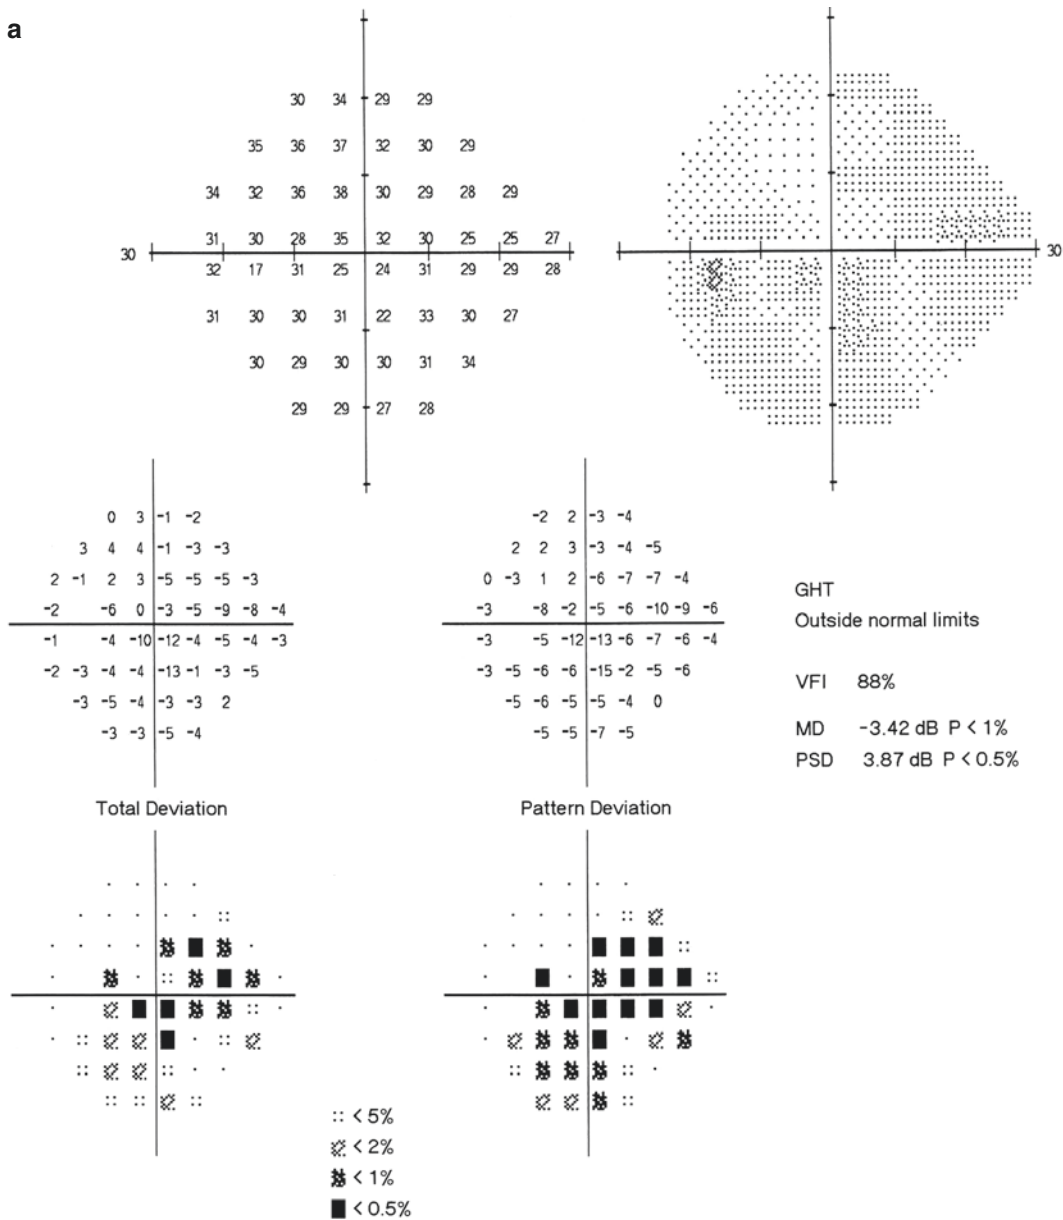 a
30 34 29 29
35 36 37 32 30 29
34 32 36 38 30 29 28 29
31 30 28 35 32 30 25 25 27
30
30
32 17 31 25 24 31 29 29 28
31 30 30 31 22 33 30 27
30 29 30 30 31 34
29 29 27 28
0 3 -1 -2
3 4 4 -1 -3 -3
2 -1 2 3 -5 -5 -5 -3
-2 -6 0 -3 -5 -9 -8 -4
-1 -4 -10 -12 -4 -5 -4 -3
-2 -3 -4 -4 -13 -1 -3 -5
-3 -5 -4 -3 -3 2
-3 -3 -5 -4
Total Deviation
-2 2 -3 -4
2 2 3 -3 -4 -5
0 -3 1 2 -6 -7 -7 -4
-3 -8 -2 -5 -6 -10 -9 -6
-3 -5 -12 -13 -6 -7 -6 -4
-3 -5 -6 -6 -15 -2 -5 -6
-5 -6 -5 -5 -4 0
-5 -5 -7 -5
Pattern Deviation
GHT
Outside normal limits
VFI 88%
MD -3.42 dB P < 1%
PSD 3.87 dB P < 0.5%
< 5%
< 2%
< 1%
< 0.5%